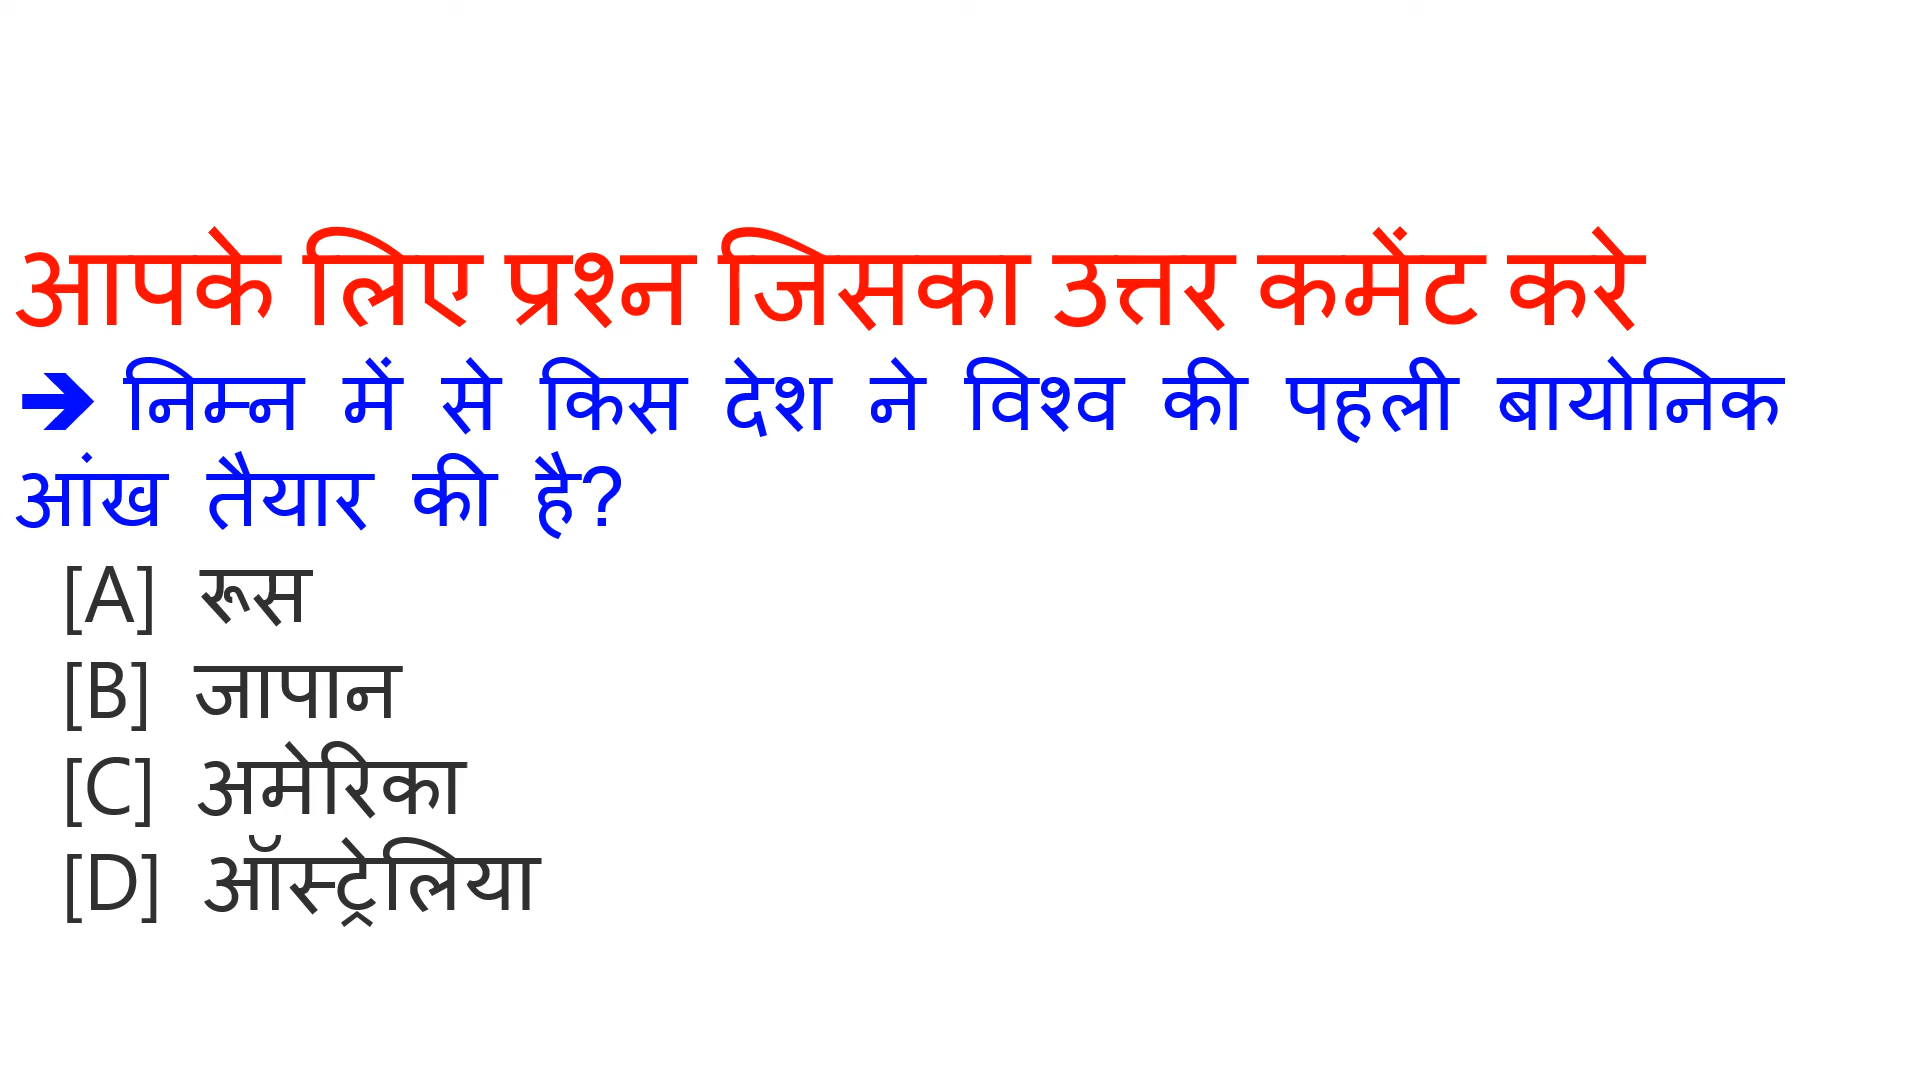 आपके लिए प्रश्न जिसका उत्तर कमेंट करे
🡲 निम्न में से किस देश ने विश्व की पहली बायोनिक
आंख तैयार की है?
[A] रूस
[B] जापान
[C] अमेरिका
[D] ऑस्ट्रेलिया